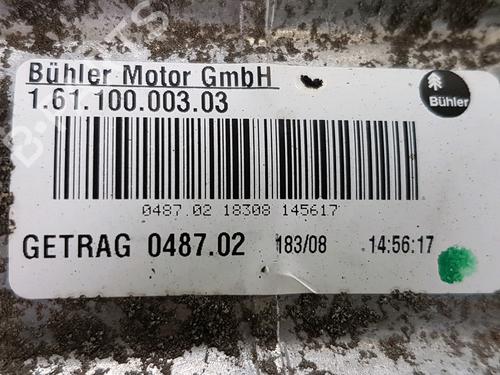 Bühler Motor GmbH
1.61.100.003.03
Bühler
0487.02 18308 145617
GETRAG 0487.02 183/08 14:56:17